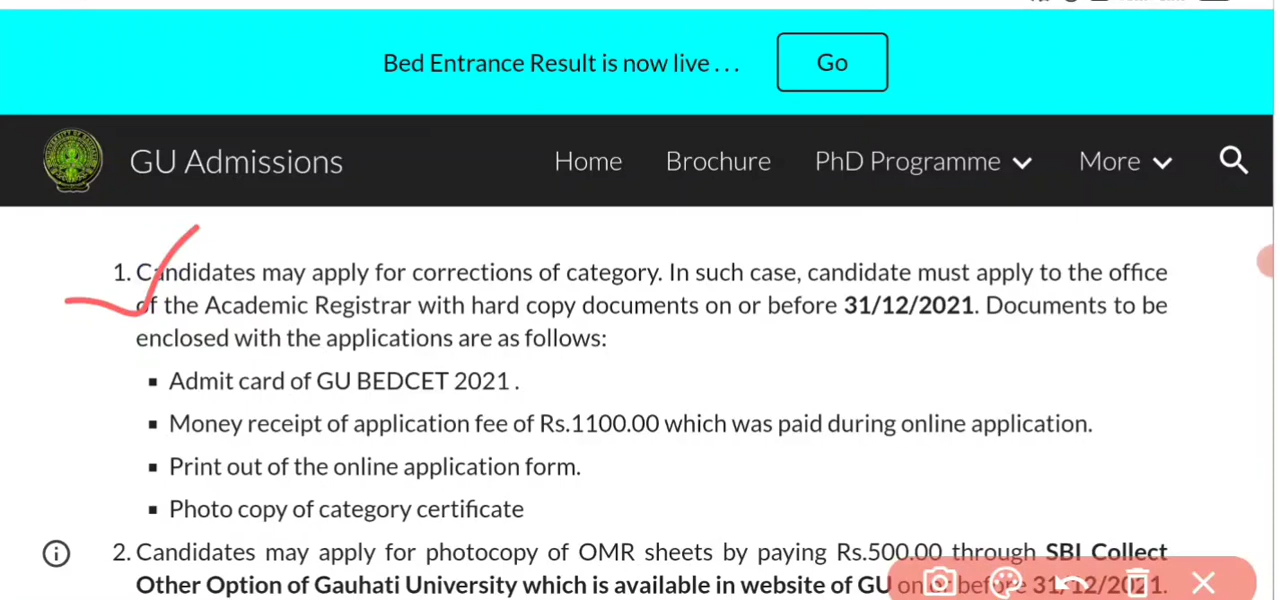 Bed Entrance Result is now live . . .
Go
GU Admissions
Home
Brochure
PhD Programme
More
1. Candidates may apply for corrections of category. In such case, candidate must apply to the office
of the Academic Registrar with hard copy documents on or before 31/12/2021. Documents to be
enclosed with the applications are as follows:
▪ Admit card of GU BEDCET 2021 .
▪ Money receipt of application fee of Rs.1100.00 which was paid during online application.
▪ Print out of the online application form.
▪ Photo copy of category certificate
2. Candidates may apply for photocopy of OMR sheets by paying Rs.500.00 through SBI Collect
Other Option of Gauhati University which is available in website of GU on or before 31/12/2021.